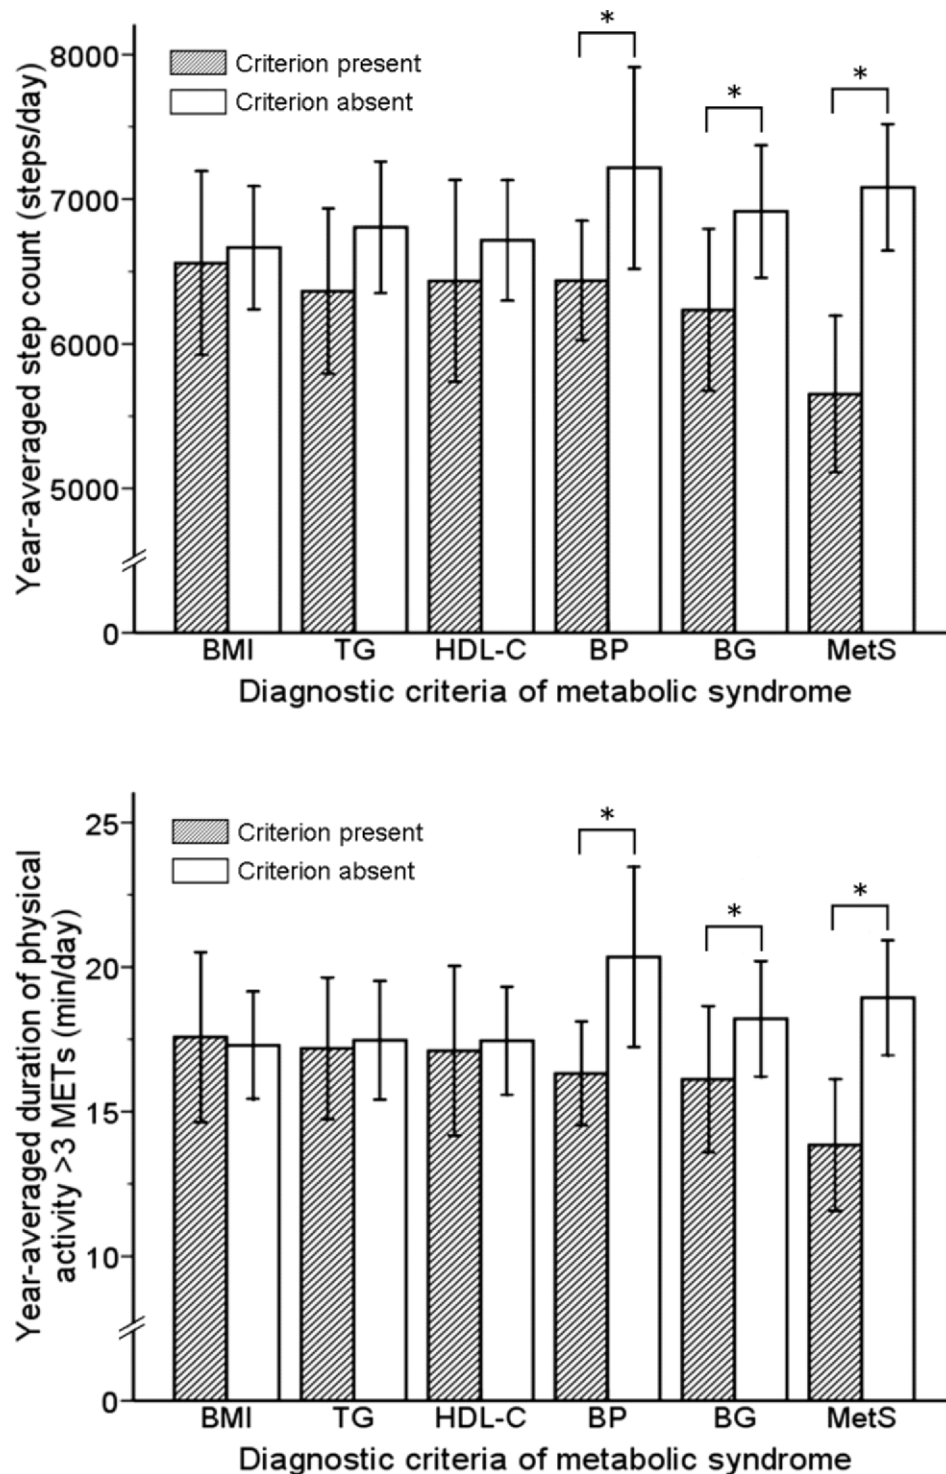 Year-averaged step count (steps/day)
8000
7000
6000
5000
0
Criterion present
Criterion absent
*
*
*
BMI TG HDL-C BP BG MetS
Diagnostic criteria of metabolic syndrome
Year-averaged duration of physical
activity >3 METs (min/day)
25
20
15
10
0
Criterion present
Criterion absent
*
*
*
BMI TG HDL-C BP BG MetS
Diagnostic criteria of metabolic syndrome